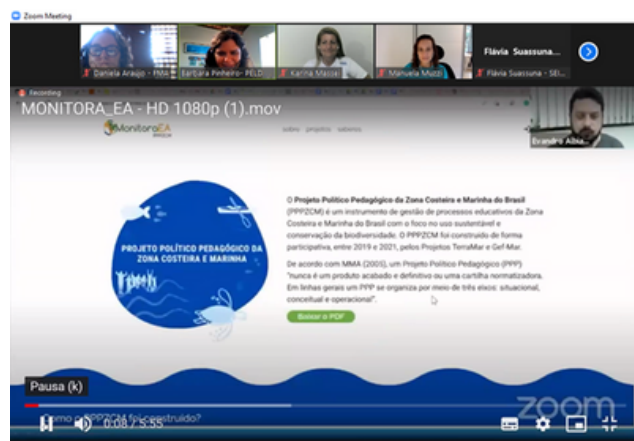 Zoom Meeting
Daniela Araújo - FMA
Barbara Pinheiro- PELD
Karina Massei
Manuela Muzzi
Flávia Suassuna...
Flávia Suassuna - SE\...
Recording
MONITORA_EA - HD 1080p (1).mov
Evandro Albia...
MonitoraEA
PPPZCM
sobre projetos saberes
PROJETO POLÍTICO PEDAGÓGICO DA
ZONA COSTEIRA E MARINHA
O Projeto Político Pedagógico da Zona Costeira e Marinha do Brasil
(PPPZCM) é um instrumento de gestão de processos educativos da Zona
Costeira e Marinha do Brasil com o foco no uso sustentável e
conservação da biodiversidade. O PPPZCM foi construído de forma
participativa, entre 2019 e 2021, pelos Projetos TerraMar e Gef-Mar.
De acordo com MMA (2005), um Projeto Político Pedagógico (PPP)
"nunca é um produto acabado e definitivo ou uma cartilha normatizadora.
Em linhas gerais um PPP se organiza por meio de três eixos: situacional,
conceitual e operacional".
Baixar o PDF
Pausa (k)
Como o PPPZCM foi construído?
0:08 / 5:55
zoom